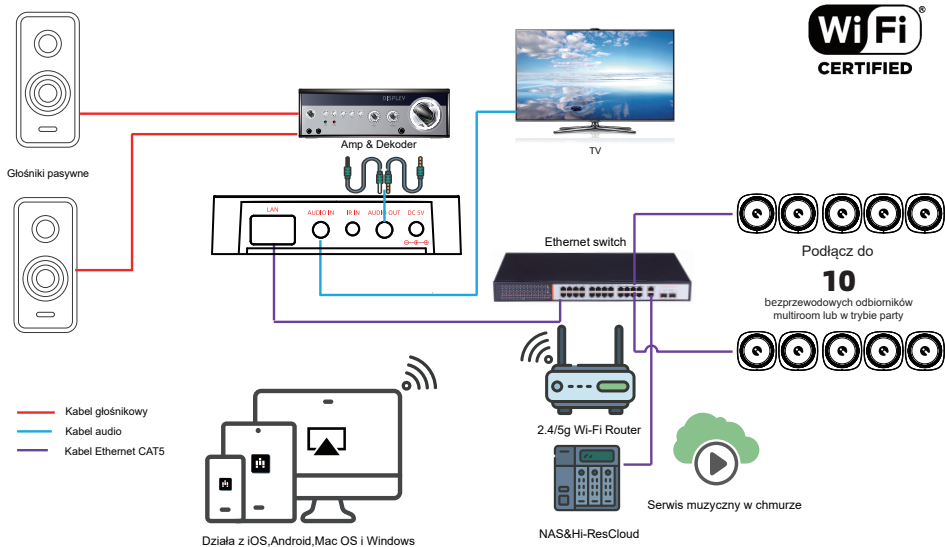 Wi Fi®
CERTIFIED
DISPLEY
Amp & Dekoder
TV
Głośniki pasywne
LAN
AUDIO IN
IR IN
AUDIO OUT
DC 5V
Ethernet switch
Podłącz do
10
bezprzewodowych odbiorników
multiroom lub w trybie party
Kabel głośnikowy
Kabel audio
Kabel Ethernet CAT5
2.4/5g Wi-Fi Router
Serwis muzyczny w chmurze
NAS&Hi-ResCloud
Działa z iOS,Android,Mac OS i Windows